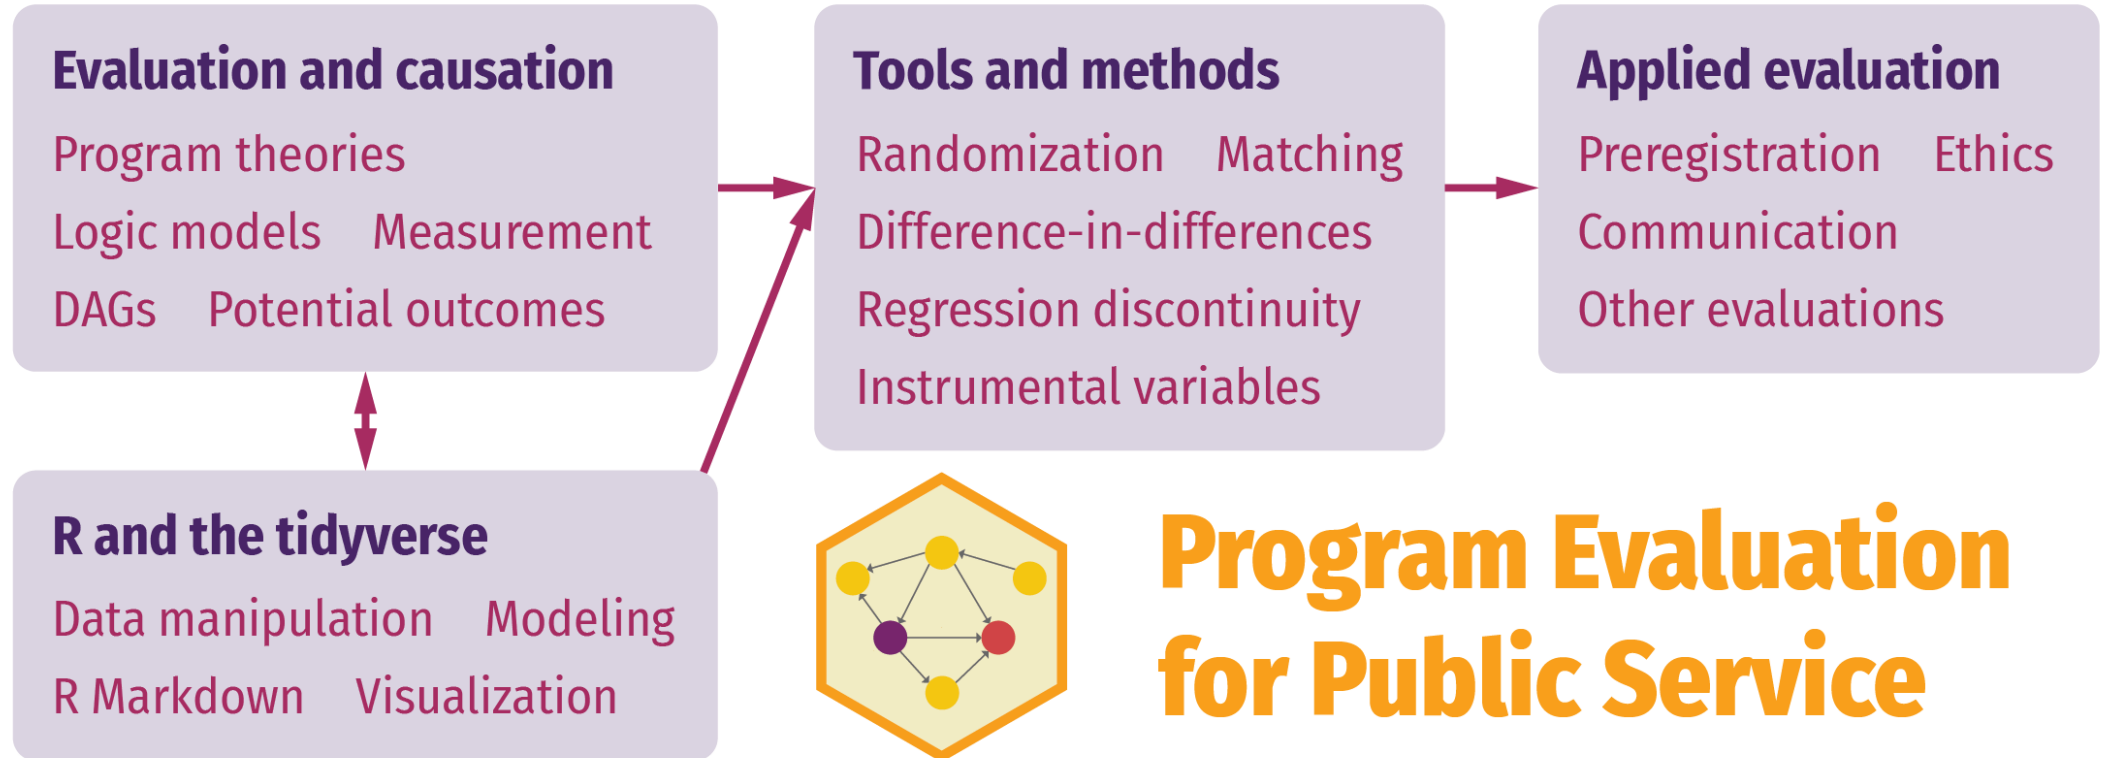 Evaluation and causation
Program theories
Logic models Measurement
DAGs Potential outcomes
R and the tidyverse
Data manipulation Modeling
R Markdown Visualization
Tools and methods
Randomization Matching
Difference-in-differences
Regression discontinuity
Instrumental variables
Applied evaluation
Preregistration Ethics
Communication
Other evaluations
Program Evaluation
for Public Service